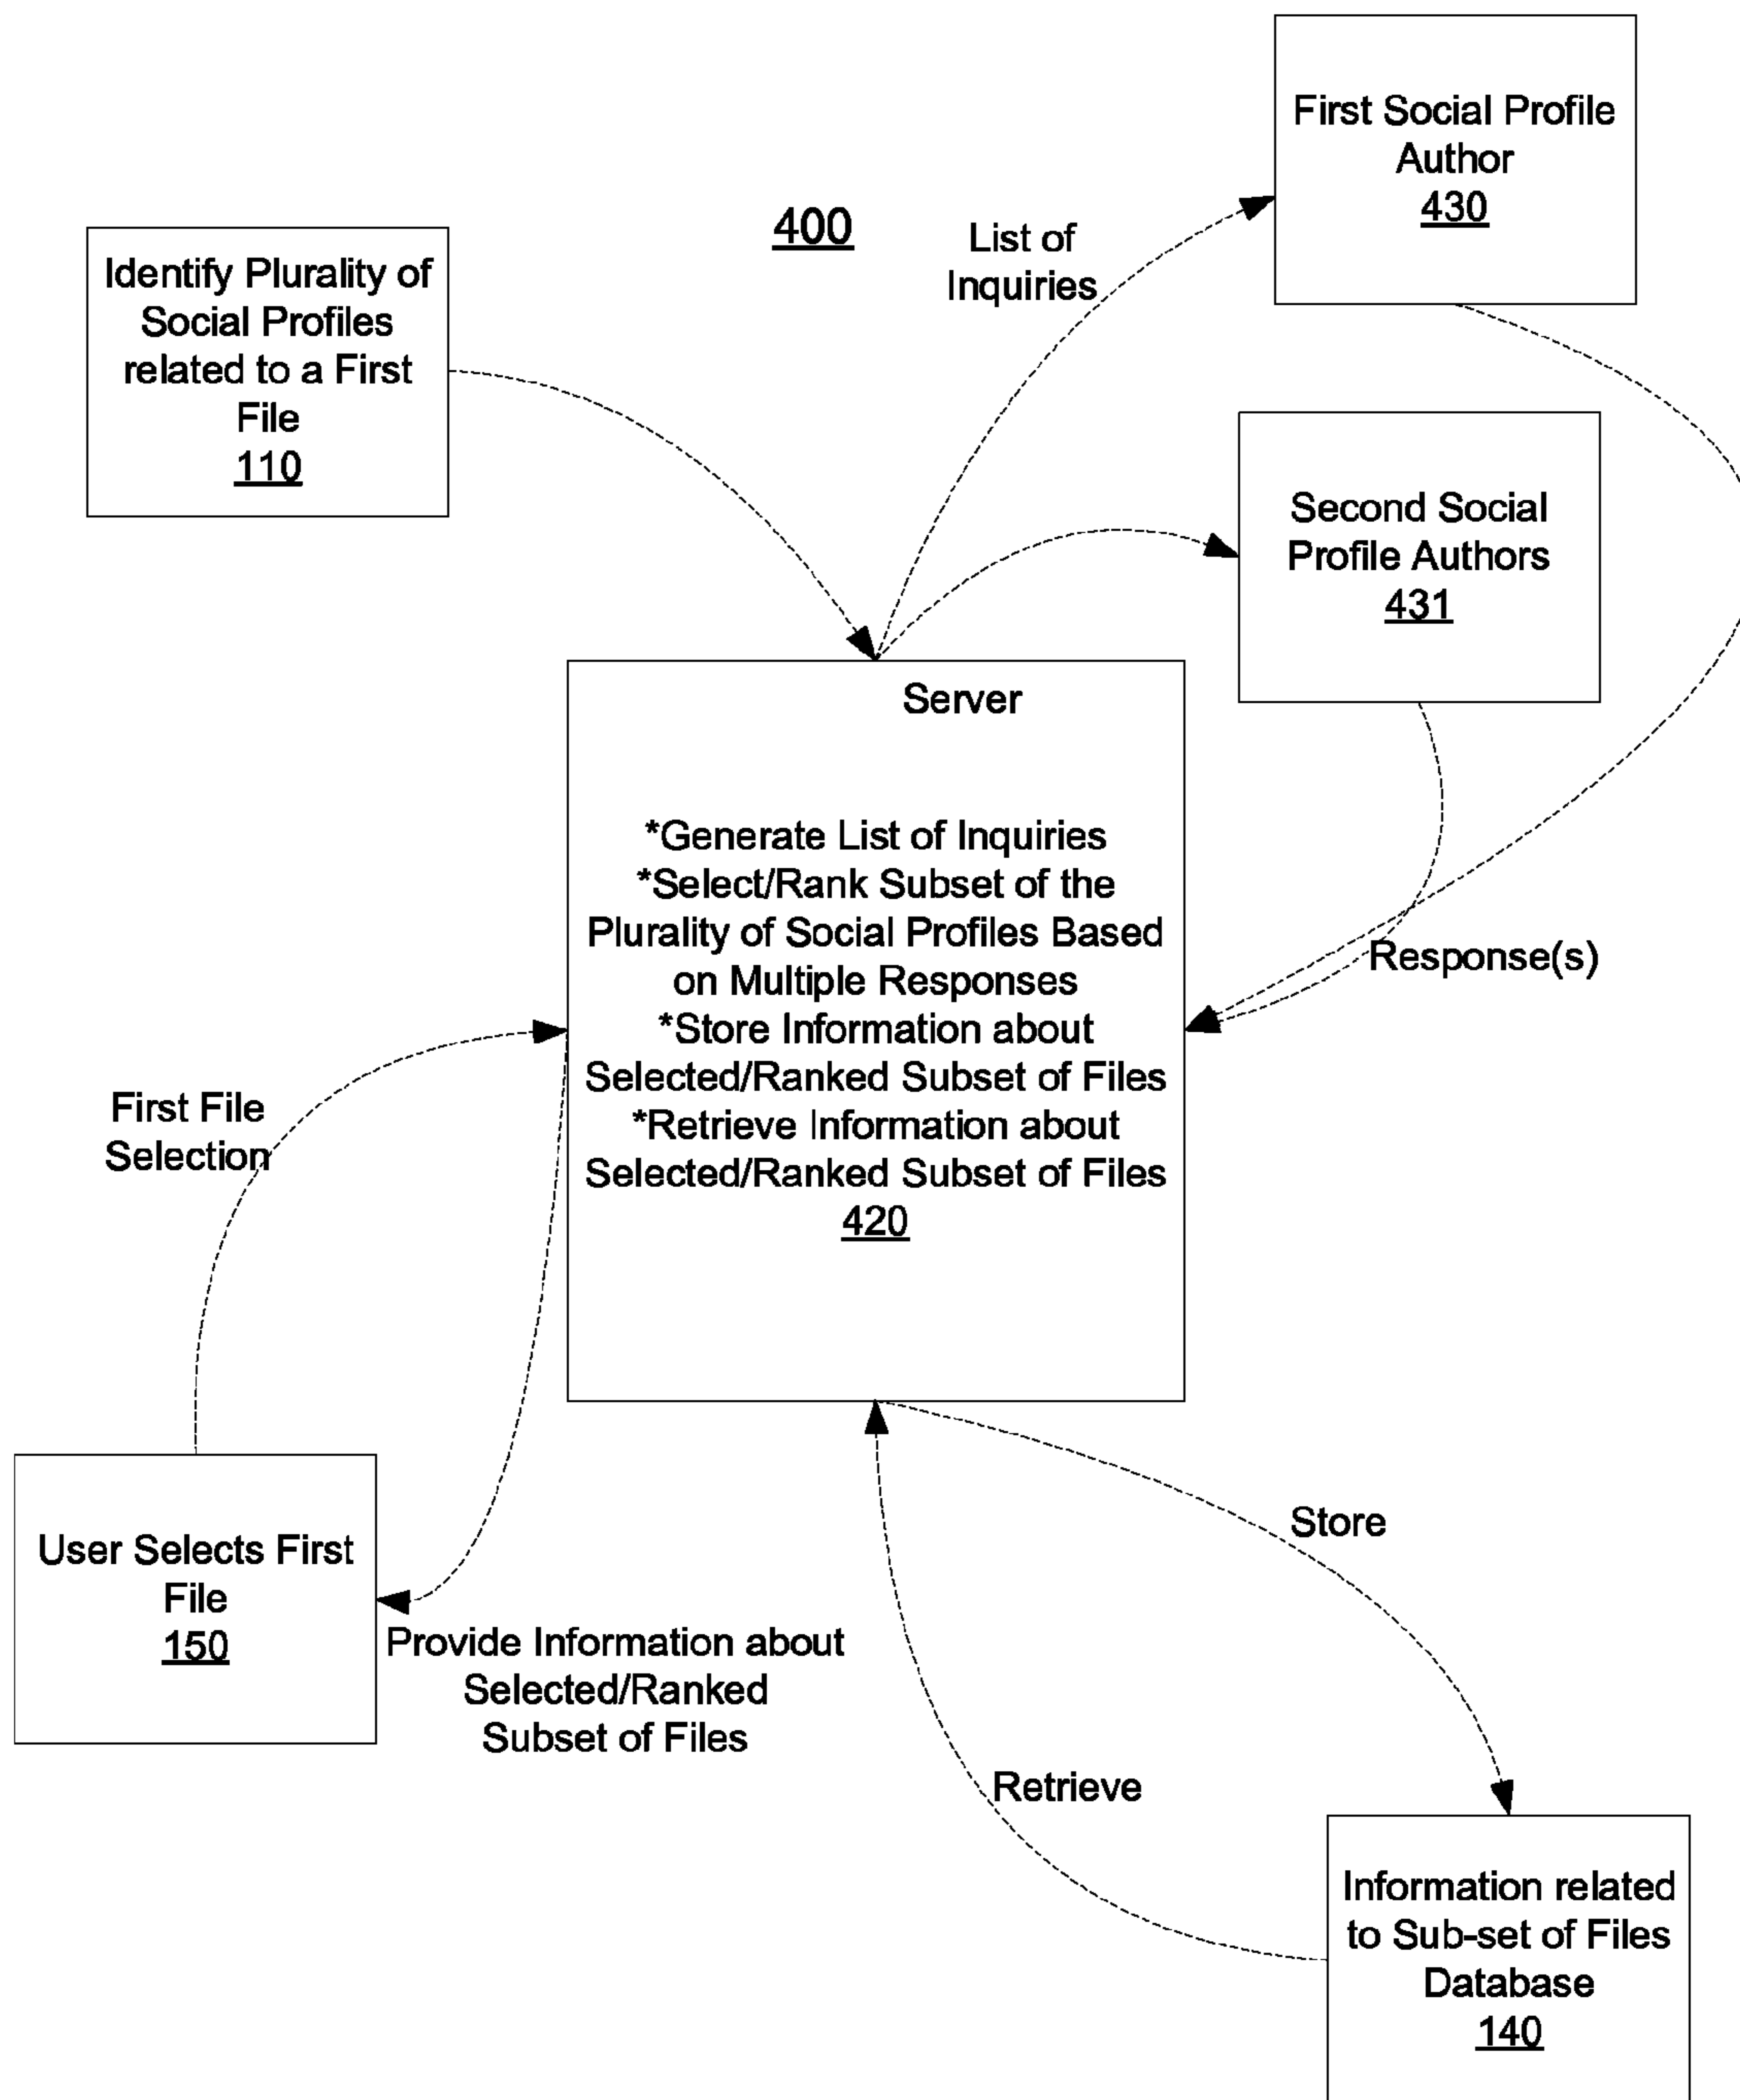 First Social Profile
Author
430
400
List of
Inquiries
Identify Plurality of
Social Profiles
related to a First
File
110
Second Social
Profile Authors
431
Server
*Generate List of Inquiries
*Select/Rank Subset of the
Plurality of Social Profiles Based
on Multiple Responses
*Store Information about
Selected/Ranked Subset of Files
*Retrieve Information about
Selected/Ranked Subset of Files
420
Response(s)
First File
Selection
User Selects First
File
150
Provide Information about
Selected/Ranked
Subset of Files
Store
Retrieve
Information related
to Sub-set of Files
Database
140